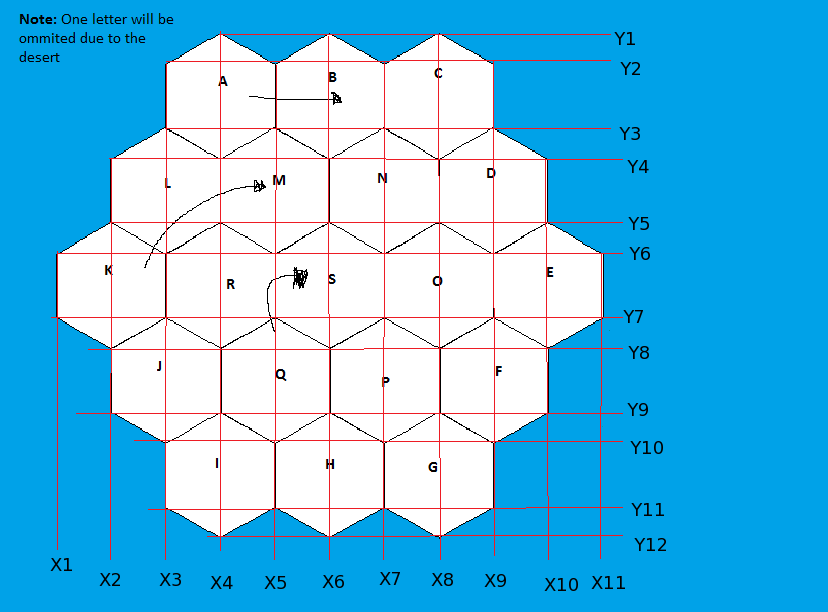 Note: One letter will be
ommited due to the
desert
Y1
Y2
A
B
C
Y3
Y4
L
M
N
D
Y5
Y6
K
R
S
O
E
Y7
Y8
J
Q
P
F
Y9
Y10
I
H
G
Y11
Y12
X1
X2
X3
X4
X5
X6
X7
X8
X9
X10
X11